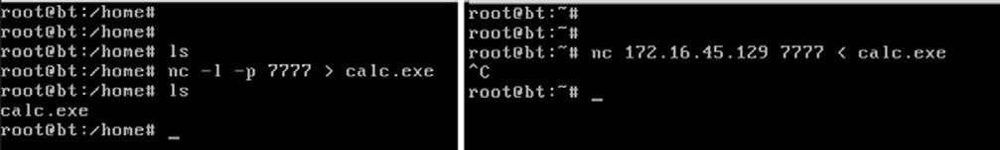 root@bt:/home#
root@bt:/home#
root@bt:/home# ls
root@bt:/home# nc -l -p 7777 > calc.exe
root@bt:/home# ls
calc.exe
root@bt:/home# _
root@bt:~#
root@bt:~#
root@bt:~# nc 172.16.45.129 7777 < calc.exe
^C
root@bt:~# _